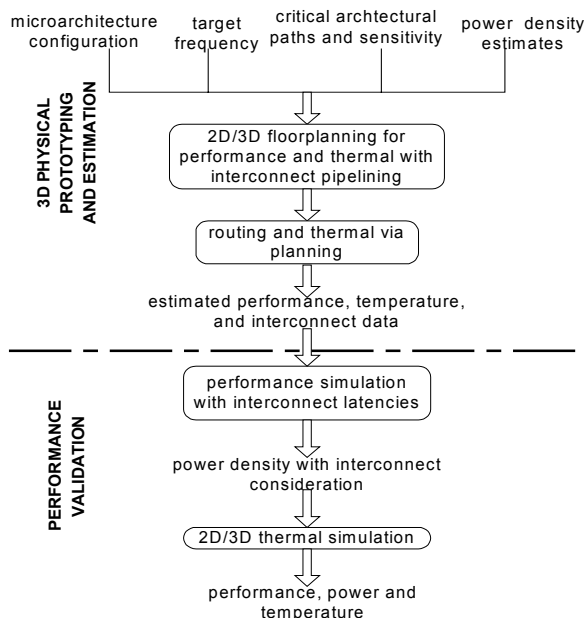 microarchitecture
configuration
target
frequency
critical architectural
paths and sensitivity
power density
estimates
3D PHYSICAL
PROTOTYPING
AND ESTIMATION
2D/3D floorplanning for
performance and thermal with
interconnect pipelining
routing and thermal via
planning
estimated performance, temperature,
and interconnect data
PERFORMANCE
VALIDATION
performance simulation
with interconnect latencies
power density with interconnect
consideration
2D/3D thermal simulation
performance, power and
temperature